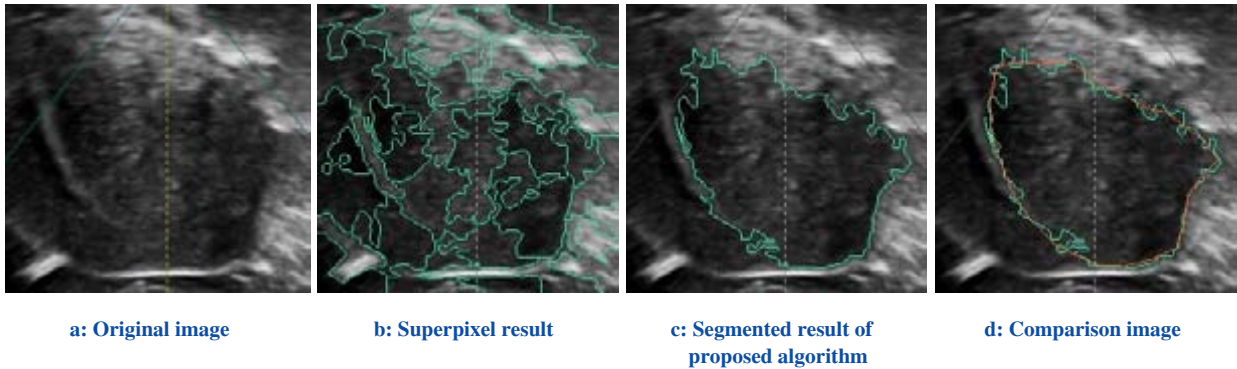 a: Original image
b: Superpixel result
c: Segmented result of
proposed algorithm
d: Comparison image